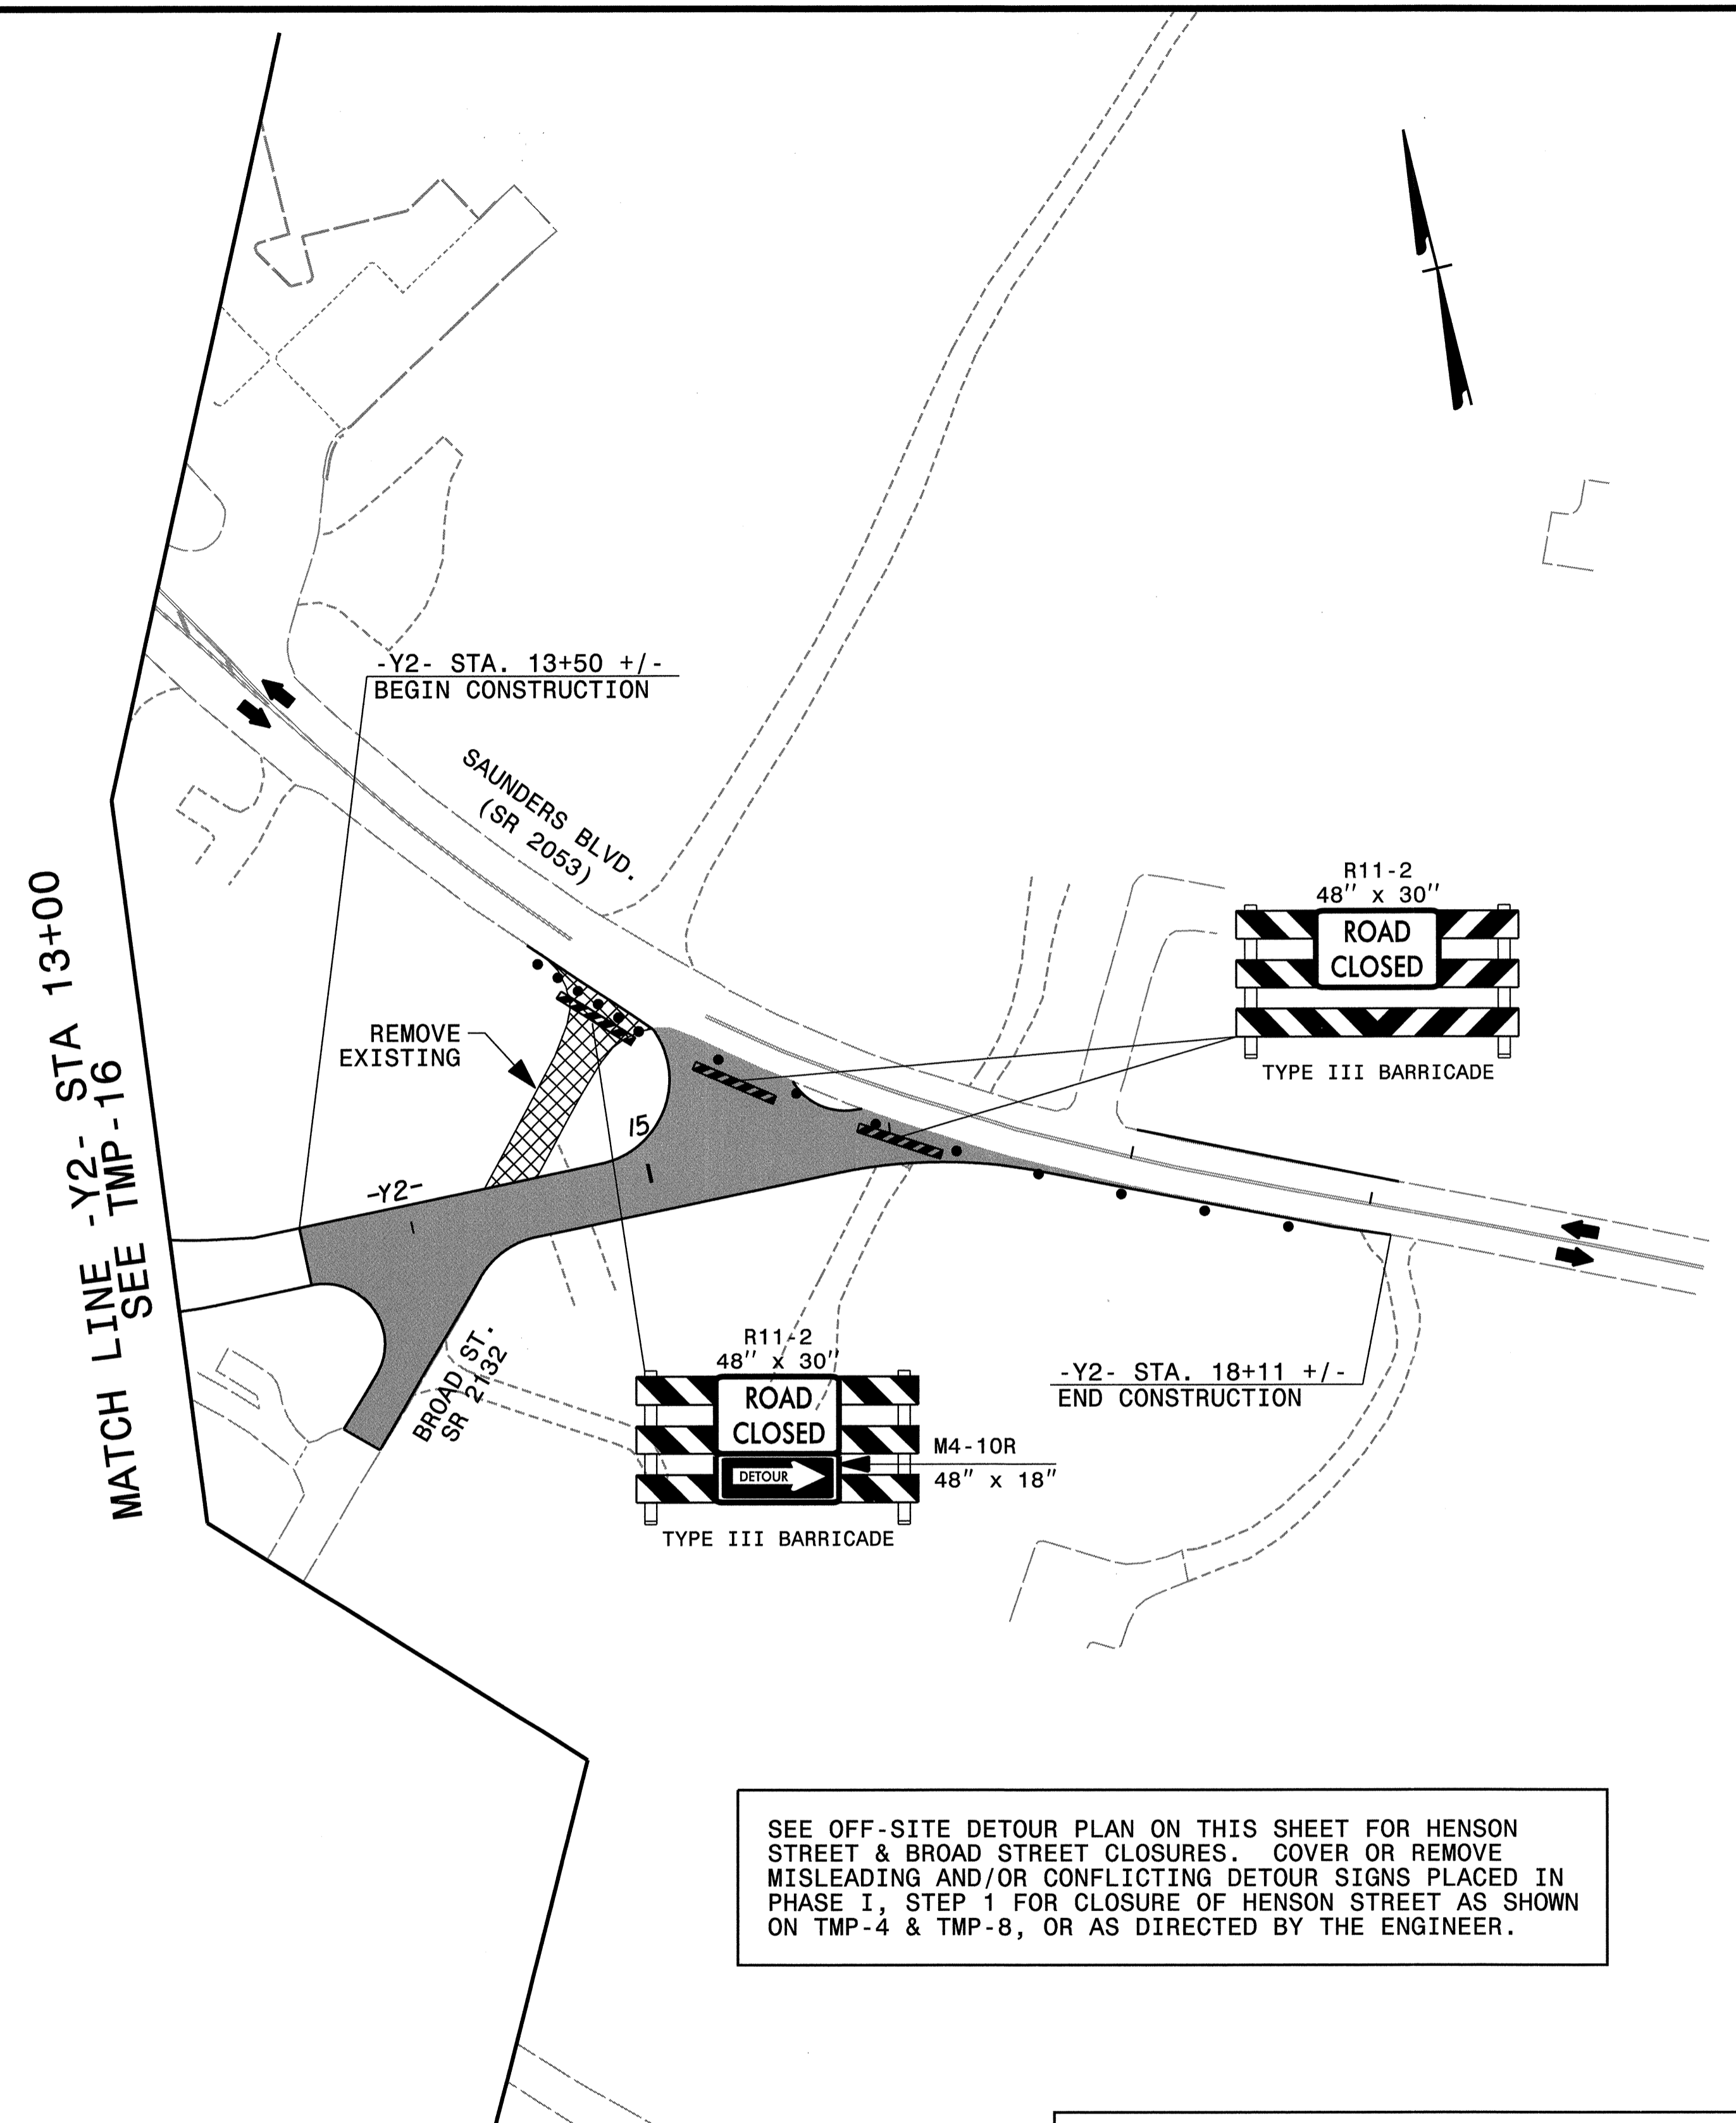 -Y2- STA. 13+50 +/-
BEGIN CONSTRUCTION
SAUNDERS BLVD.
(SR 2053)
R11-2
48" x 30"
ROAD
CLOSED
TYPE III BARRICADE
MATCH LINE -Y2- STA 13+00
SEE TMP-16
REMOVE
EXISTING
15
-Y2-
BROAD ST.
SR 2132
R11-2
48" x 30"
ROAD
CLOSED
DETOUR
TYPE III BARRICADE
M4-10R
48" x 18"
-Y2- STA. 18+11 +/-
END CONSTRUCTION
SEE OFF-SITE DETOUR PLAN ON THIS SHEET FOR HENSON
STREET & BROAD STREET CLOSURES. COVER OR REMOVE
MISLEADING AND/OR CONFLICTING DETOUR SIGNS PLACED IN
PHASE I, STEP 1 FOR CLOSURE OF HENSON STREET AS SHOWN
ON TMP-4 & TMP-8, OR AS DIRECTED BY THE ENGINEER.